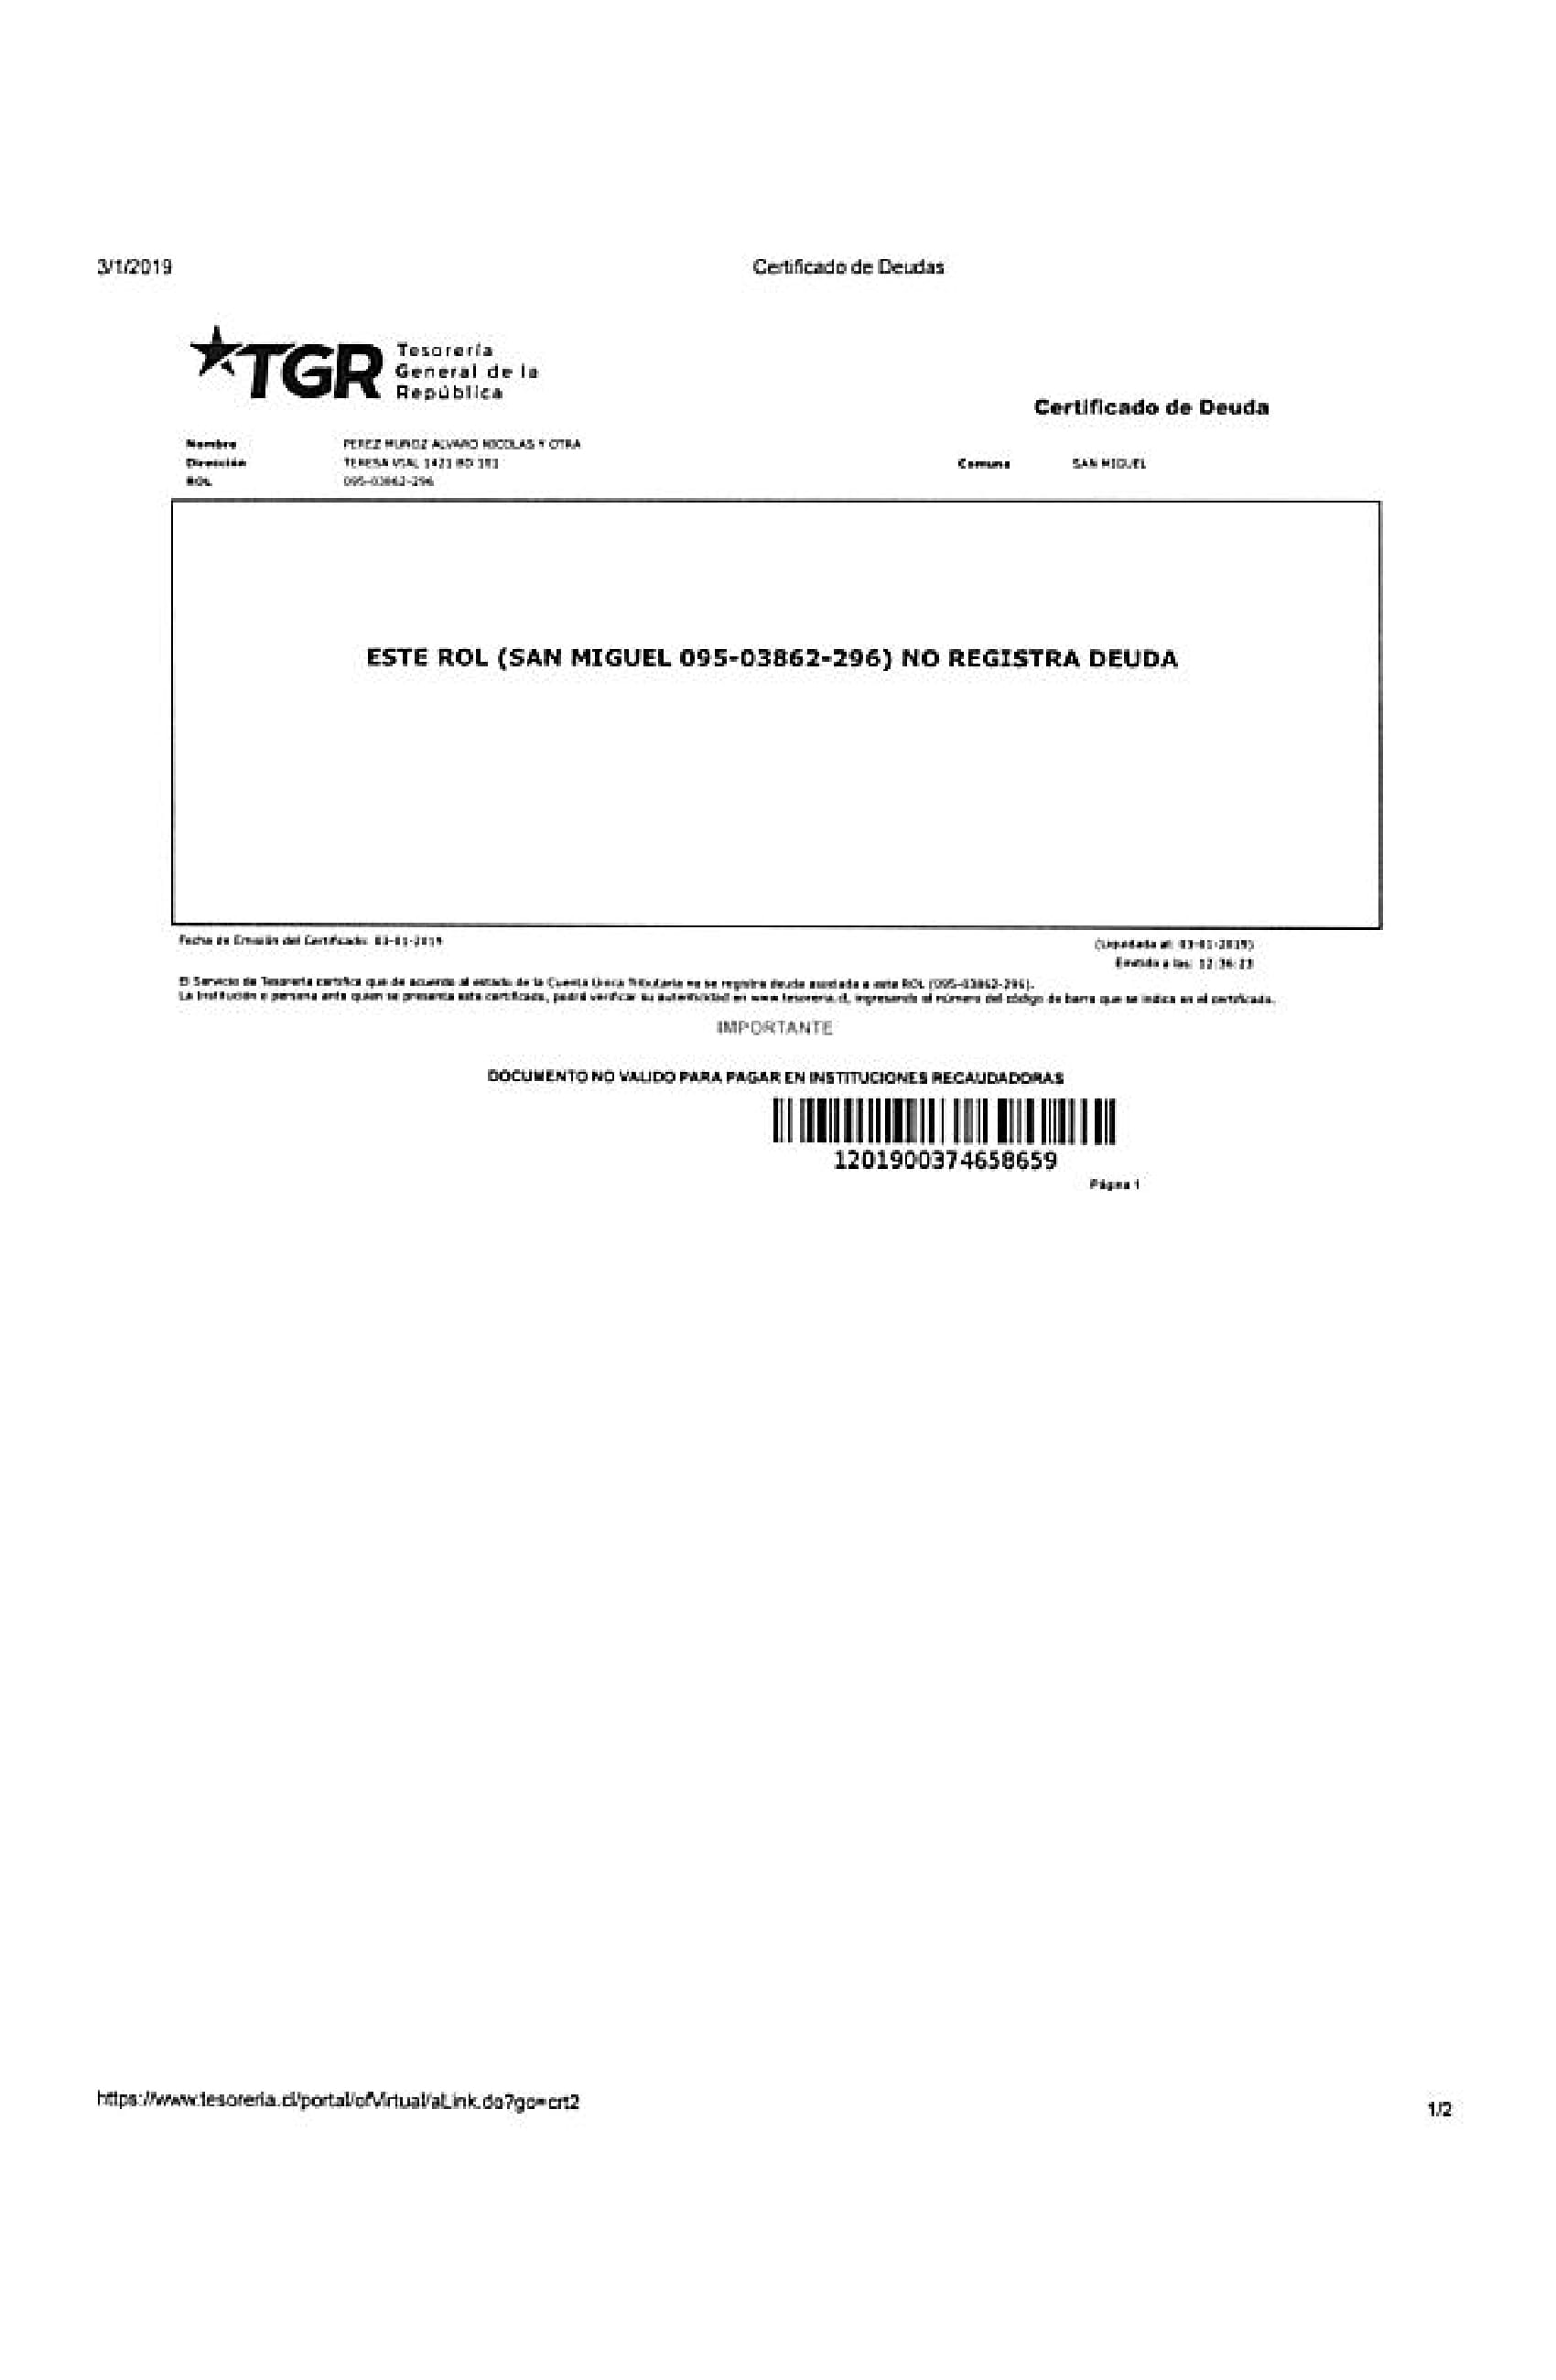 3/1/2019 Certificado de Deudas
TGR Tesorería
General de la
República
Certificado de Deuda
Nombre PEREZ MUNOZ ALVARO NICOLAS Y OTRA
Dirección TERESA VIAL 1421 BD 101 Comuna SAN MIGUEL
ROL 095-03862-296
ESTE ROL (SAN MIGUEL 095-03862-296) NO REGISTRA DEUDA
Fecha de Emisión del Certificado: 03-01-2019 (Liquidada al: 03-01-2019)
Emitido a las: 12:36:23
El Servicio de Tesorería certifica que de acuerdo al estado de la Cuenta Unica Tributaria no se registra deuda asociada a este ROL (095-03862-296).
La Institución o persona ante quien se presenta este certificado, podrá verificar su autenticidad en www.tesoreria.cl, ingresando el número del código de barra que se indica en el certificado.
IMPORTANTE
DOCUMENTO NO VALIDO PARA PAGAR EN INSTITUCIONES RECAUDADORAS
1201900374658659
Página 1
https://www.tesoreria.cl/portal/ofVirtual/aLink.do?go=crt2 1/2